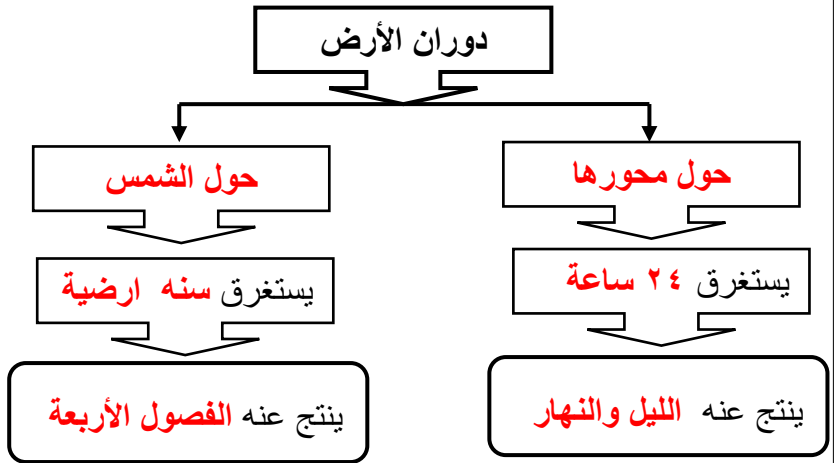 دوران الأرض
حول محورها
حول الشمس
يستغرق ٢٤ ساعة
يستغرق سنه ارضية
ينتج عنه الليل والنهار
ينتج عنه الفصول الأربعة